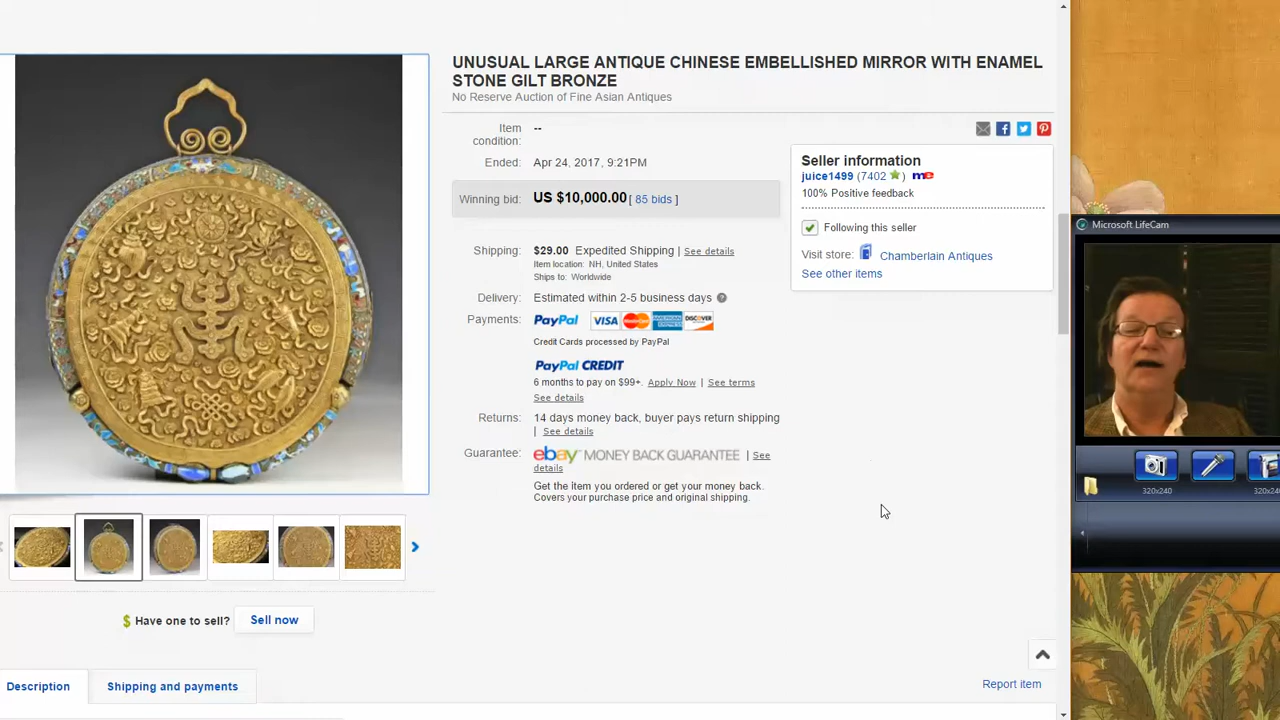 UNUSUAL LARGE ANTIQUE CHINESE EMBELLISHED MIRROR WITH ENAMEL
STONE GILT BRONZE
No Reserve Auction of Fine Asian Antiques
Item condition: --
Ended: Apr 24, 2017, 9:21PM
Winning bid: US $10,000.00 [ 85 bids ]
Shipping: $29.00 Expedited Shipping | See details
Item location: NH, United States
Ships to: Worldwide
Delivery: Estimated within 2-5 business days ?
Payments: PayPal VISA MasterCard AMERICAN EXPRESS DISCOVER
Credit Cards processed by PayPal
PayPal CREDIT
6 months to pay on $99+. Apply Now | See terms
See details
Returns: 14 days money back, buyer pays return shipping
| See details
Guarantee: ebay MONEY BACK GUARANTEE | See
details
Get the item you ordered or get your money back.
Covers your purchase price and original shipping.
Seller information
juice1499 (7402 ) me
100% Positive feedback
Following this seller
Visit store: Chamberlain Antiques
See other items
Microsoft LifeCam
320x240
320x24
$ Have one to sell? Sell now
Description
Shipping and payments
Report item